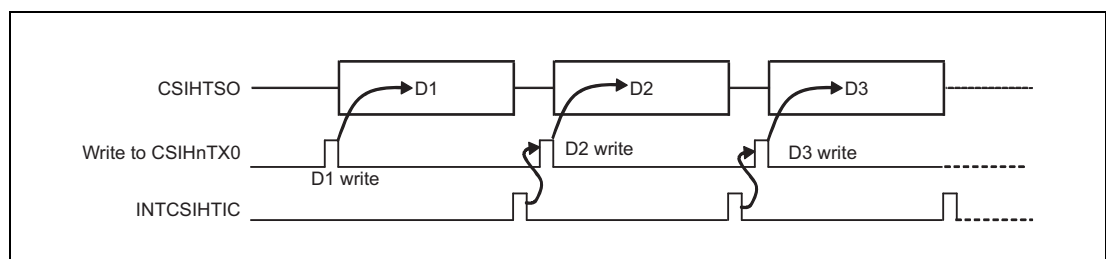 CSIHTSO
D1
D2
D3
Write to CSIHnTX0
D1 write
D2 write
D3 write
INTCSIHTIC